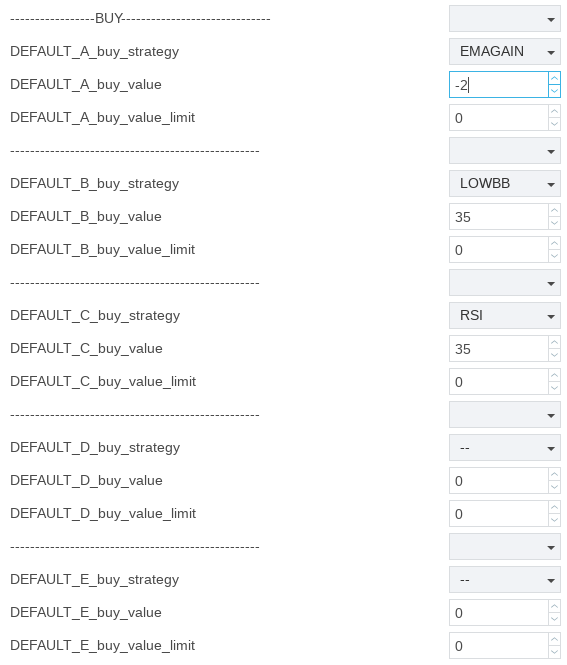 -----------------BUY------------------------------
DEFAULT_A_buy_strategy EMAGAIN
DEFAULT_A_buy_value -2
DEFAULT_A_buy_value_limit 0
--------------------------------------------------
DEFAULT_B_buy_strategy LOWBB
DEFAULT_B_buy_value 35
DEFAULT_B_buy_value_limit 0
--------------------------------------------------
DEFAULT_C_buy_strategy RSI
DEFAULT_C_buy_value 35
DEFAULT_C_buy_value_limit 0
--------------------------------------------------
DEFAULT_D_buy_strategy --
DEFAULT_D_buy_value 0
DEFAULT_D_buy_value_limit 0
--------------------------------------------------
DEFAULT_E_buy_strategy --
DEFAULT_E_buy_value 0
DEFAULT_E_buy_value_limit 0